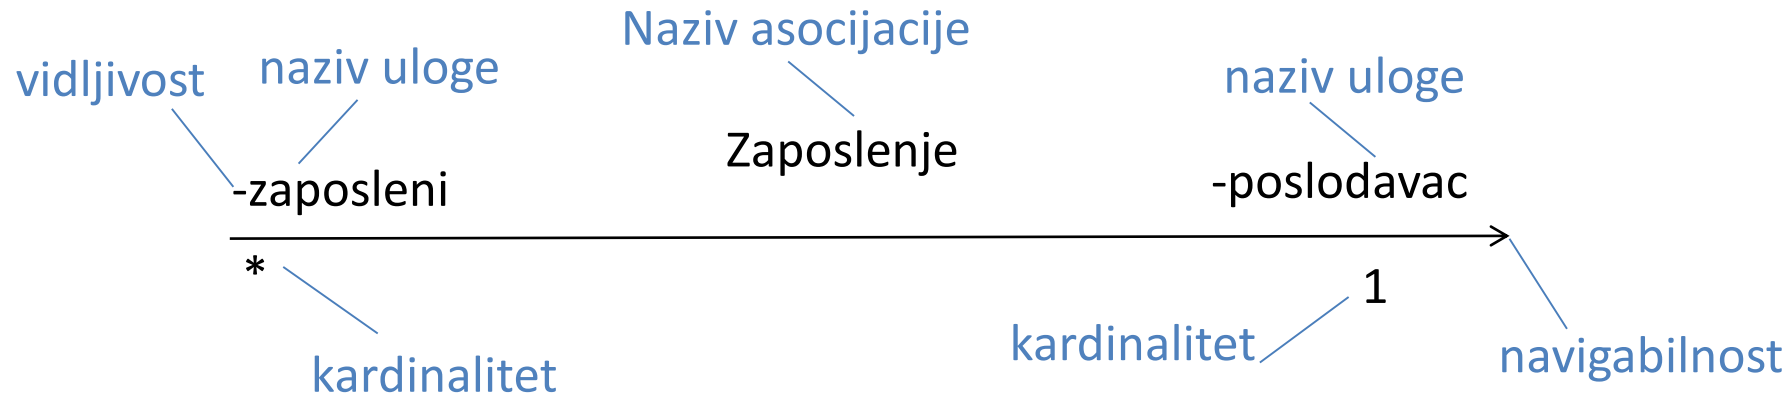 Naziv asocijacije
vidljivost
naziv uloge
naziv uloge
Zaposlenje
-zaposleni
-poslodavac
*
1
kardinalitet
kardinalitet
navigabilnost